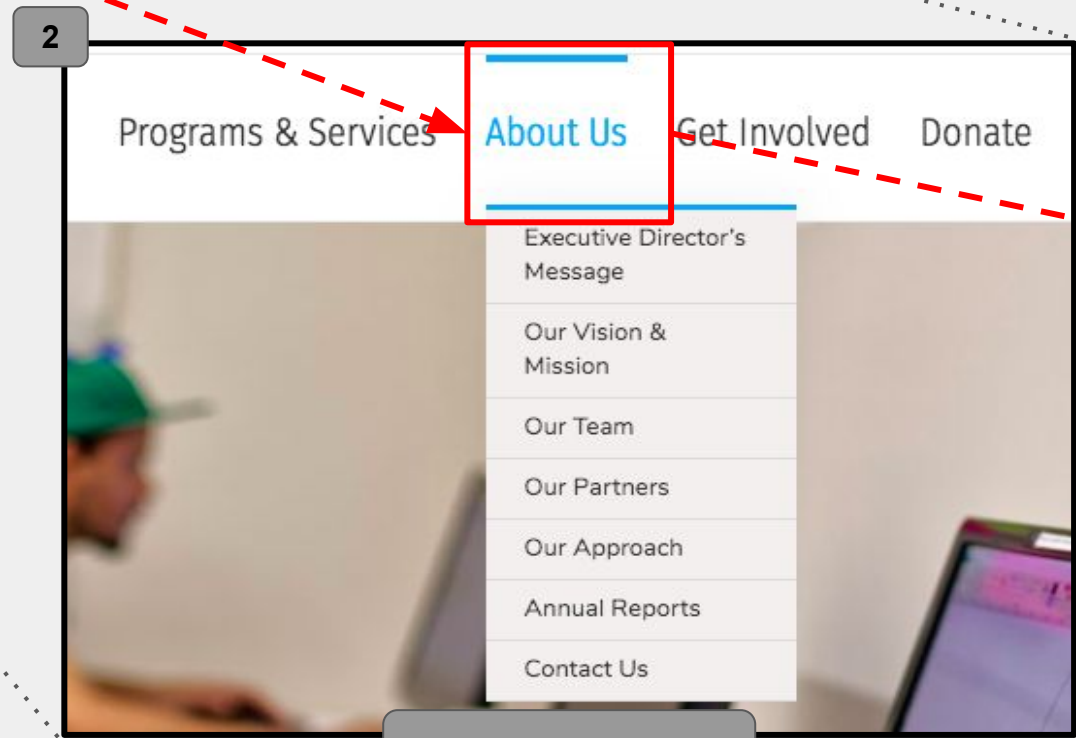 2
Programs & Services About Us Get Involved Donate
Executive Director's
Message
Our Vision &
Mission
Our Team
Our Partners
Our Approach
Annual Reports
Contact Us